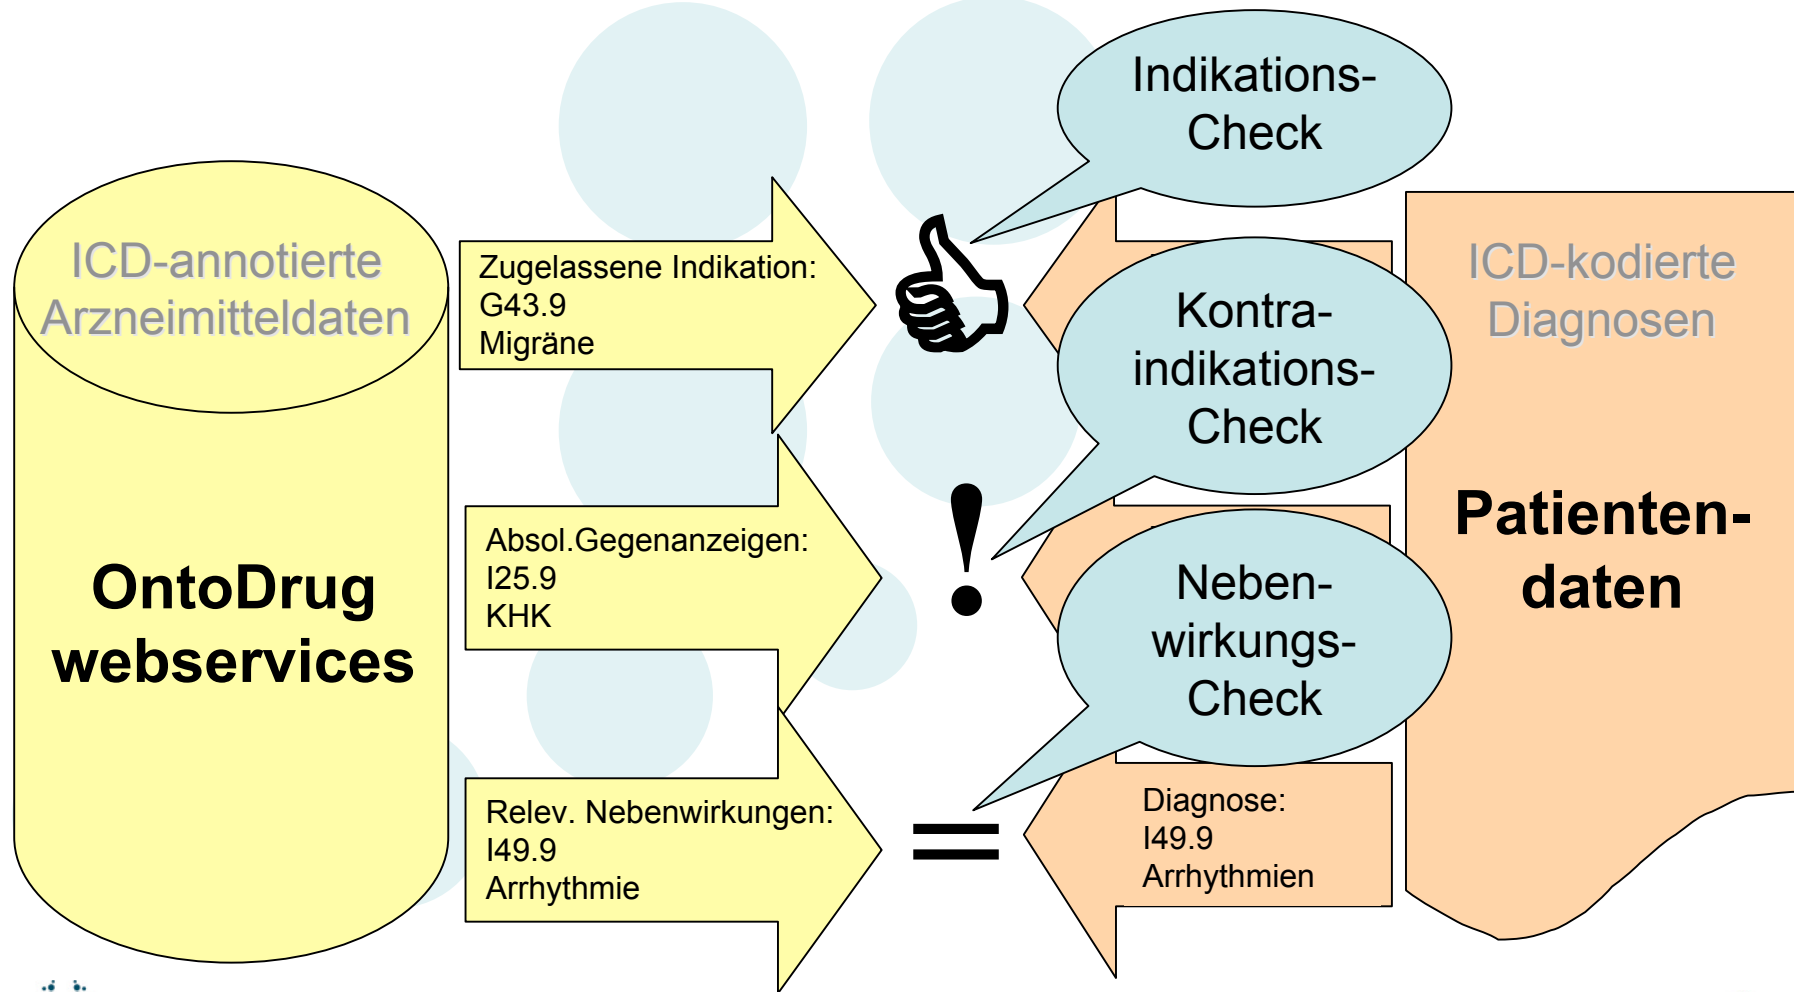 ICD-annotierte
Arzneimitteldaten
OntoDrug
webservices
Zugelassene Indikation:
G43.9
Migräne
Absol.Gegenanzeigen:
I25.9
KHK
Relev. Nebenwirkungen:
I49.9
Arrhythmie
!
=
Indikations-
Check
Kontra-
indikations-
Check
Neben-
wirkungs-
Check
Diagnose:
I49.9
Arrhythmien
ICD-kodierte
Diagnosen
Patienten-
daten